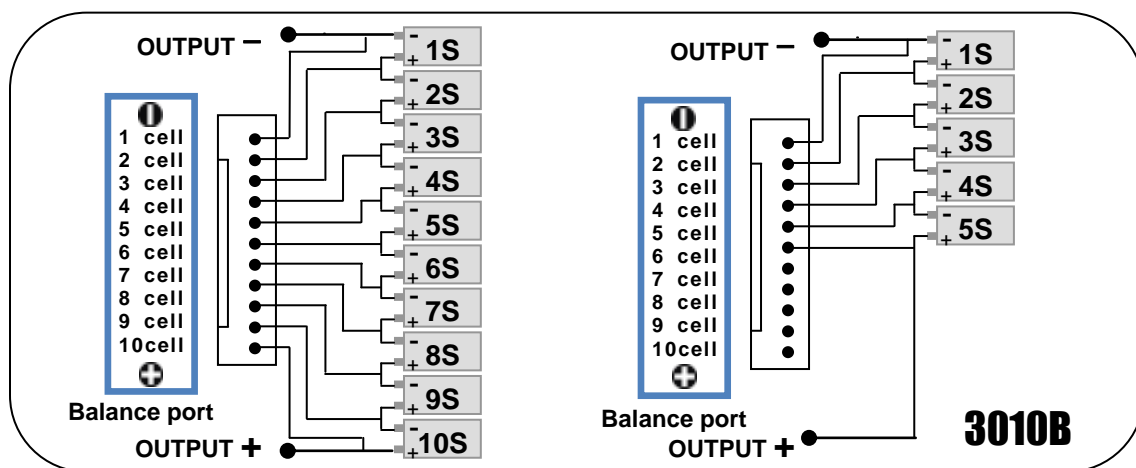 OUTPUT −
- 1S +
- 2S +
- 3S +
- 4S +
- 5S +
- 6S +
- 7S +
- 8S +
- 9S +
- 10S +
1 cell
2 cell
3 cell
4 cell
5 cell
6 cell
7 cell
8 cell
9 cell
10cell
Balance port
OUTPUT +
OUTPUT −
- 1S +
- 2S +
- 3S +
- 4S +
- 5S +
1 cell
2 cell
3 cell
4 cell
5 cell
6 cell
7 cell
8 cell
9 cell
10cell
Balance port
OUTPUT +
3010B